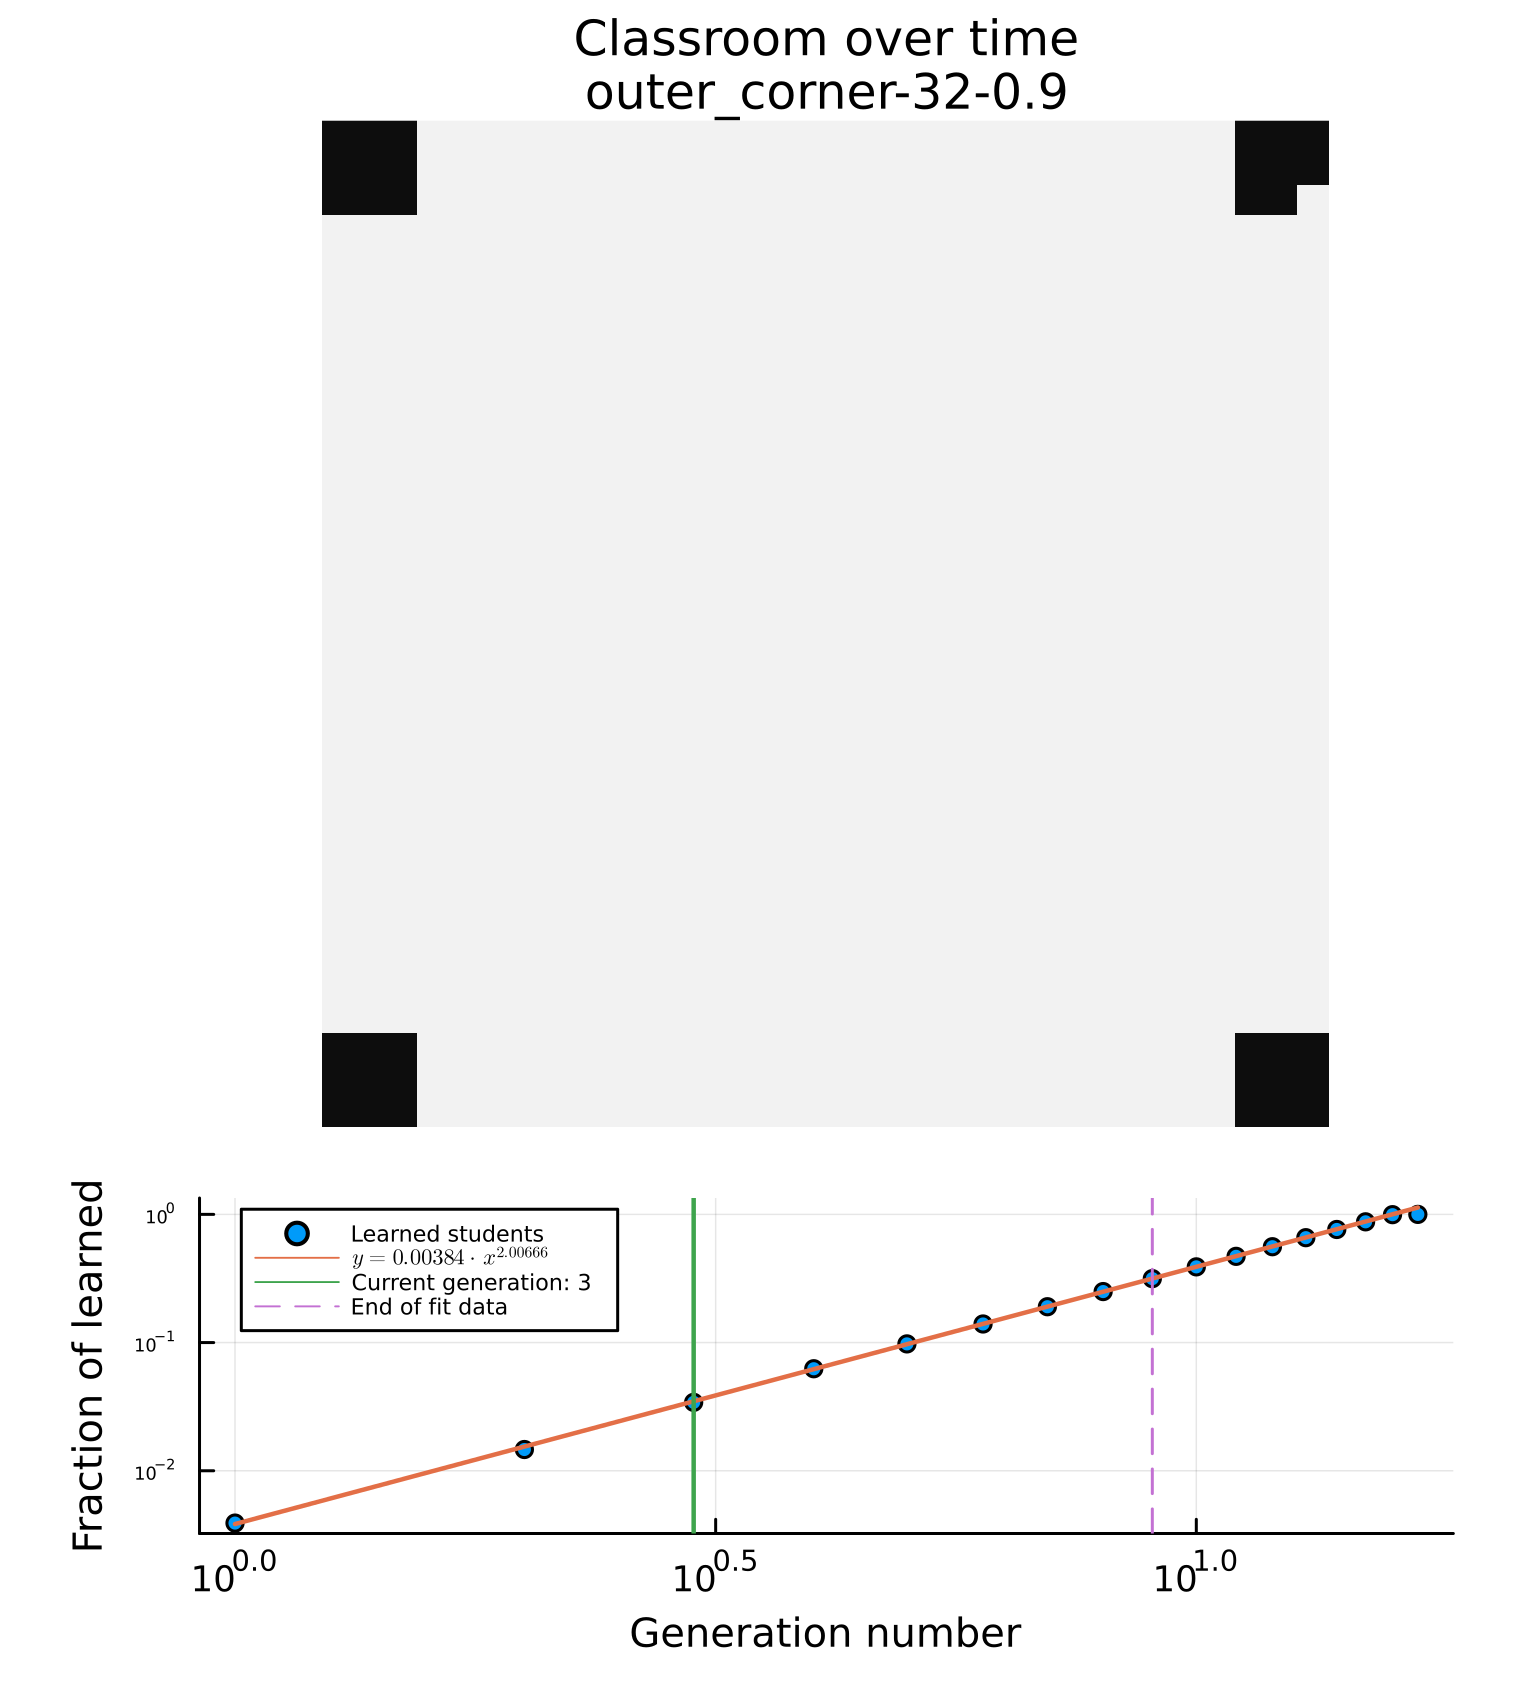 Classroom over time
outer_corner-32-0.9
Fraction of learned
10⁰
10⁻¹
10⁻²
Learned students
y = 0.00384 · x^2.00666
Current generation: 3
End of fit data
10^0.0 10^0.5 10^1.0
Generation number